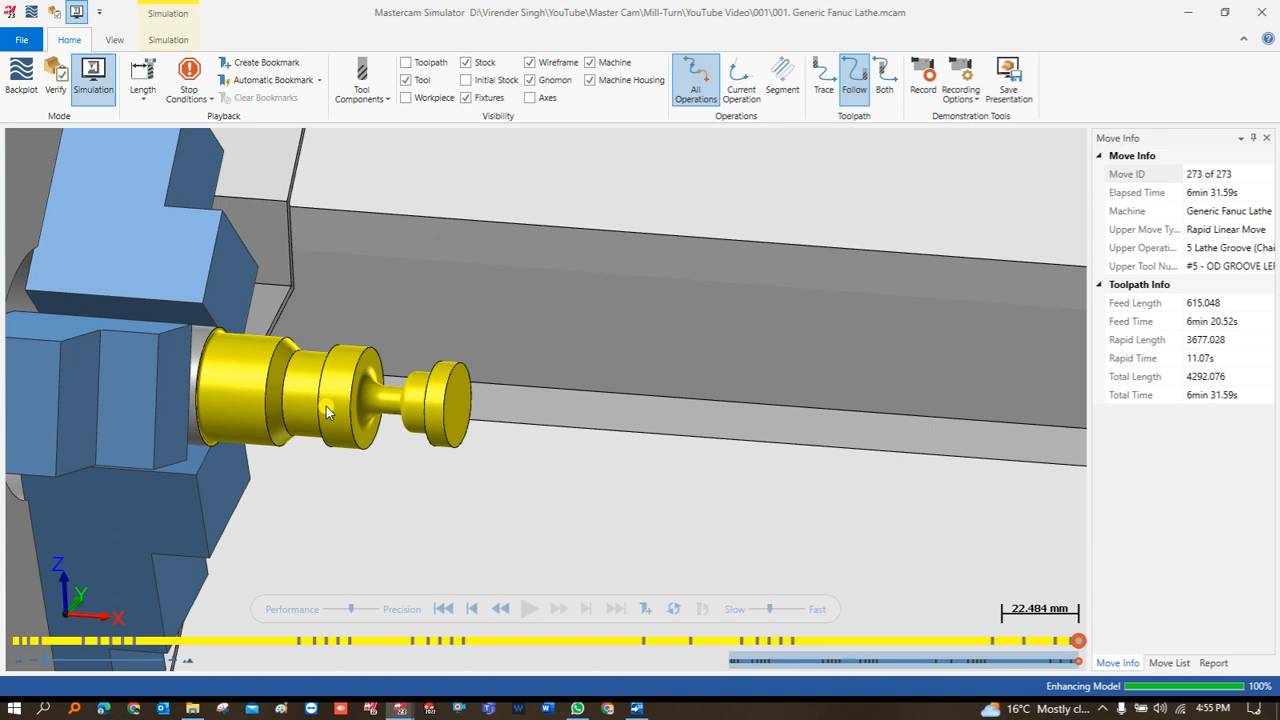 Simulation
Mastercam Simulator D:\Virender Singh\YouTube\Master Cam\Mill-Turn\YouTube Video\001\001. Generic Fanuc Lathe.mcam
File
Home
View
Simulation
Backplot
Verify
Simulation
Mode
Length
Stop
Conditions
Create Bookmark
Automatic Bookmark
Clear Bookmarks
Playback
Tool
Components
Toolpath
Stock
Wireframe
Machine
Tool
Initial Stock
Gnomon
Machine Housing
Workpiece
Fixtures
Axes
Visibility
All
Operations
Current
Operation
Segment
Operations
Trace
Follow
Both
Toolpath
Record
Recording
Options
Save
Presentation
Demonstration Tools
Move Info
Move Info
Move ID 273 of 273
Elapsed Time 6min 31.59s
Machine Generic Fanuc Lathe
Upper Move Ty... Rapid Linear Move
Upper Operati... 5 Lathe Groove (Chai
Upper Tool Nu... #5 - OD GROOVE LEF
Toolpath Info
Feed Length 615.048
Feed Time 6min 20.52s
Rapid Length 3677.028
Rapid Time 11.07s
Total Length 4292.076
Total Time 6min 31.59s
Z
Y
X
Performance
Precision
Slow
Fast
22.484 mm
Move Info
Move List
Report
Enhancing Model
100%
16°C Mostly cl...
4:55 PM